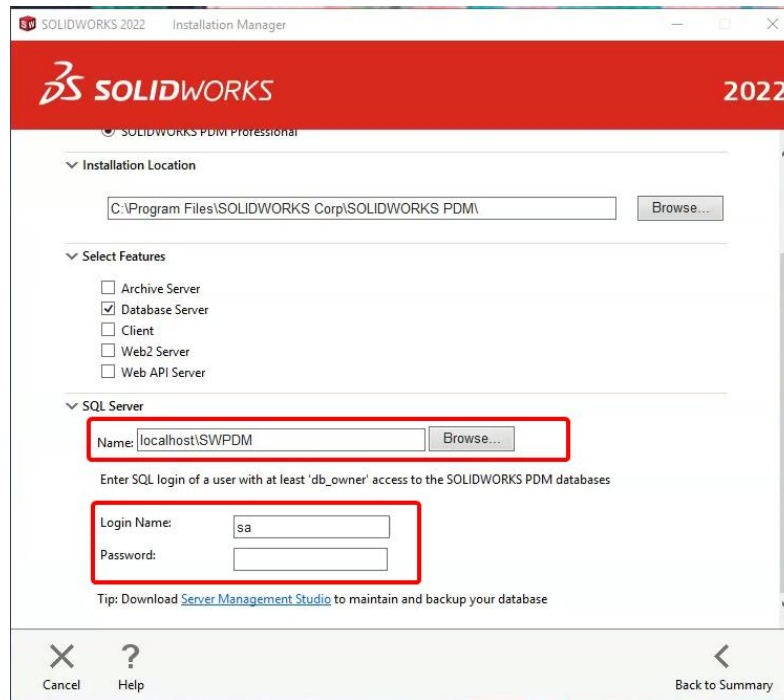 SOLIDWORKS 2022 Installation Manager
SOLIDWORKS 2022
SOLIDWORKS PDM Professional
Installation Location
C:\Program Files\SOLIDWORKS Corp\SOLIDWORKS PDM\ Browse...
Select Features
Archive Server
Database Server
Client
Web2 Server
Web API Server
SQL Server
Name: localhost\SWPDM Browse...
Enter SQL login of a user with at least 'db_owner' access to the SOLIDWORKS PDM databases
Login Name: sa
Password:
Tip: Download Server Management Studio to maintain and backup your database
Cancel Help Back to Summary